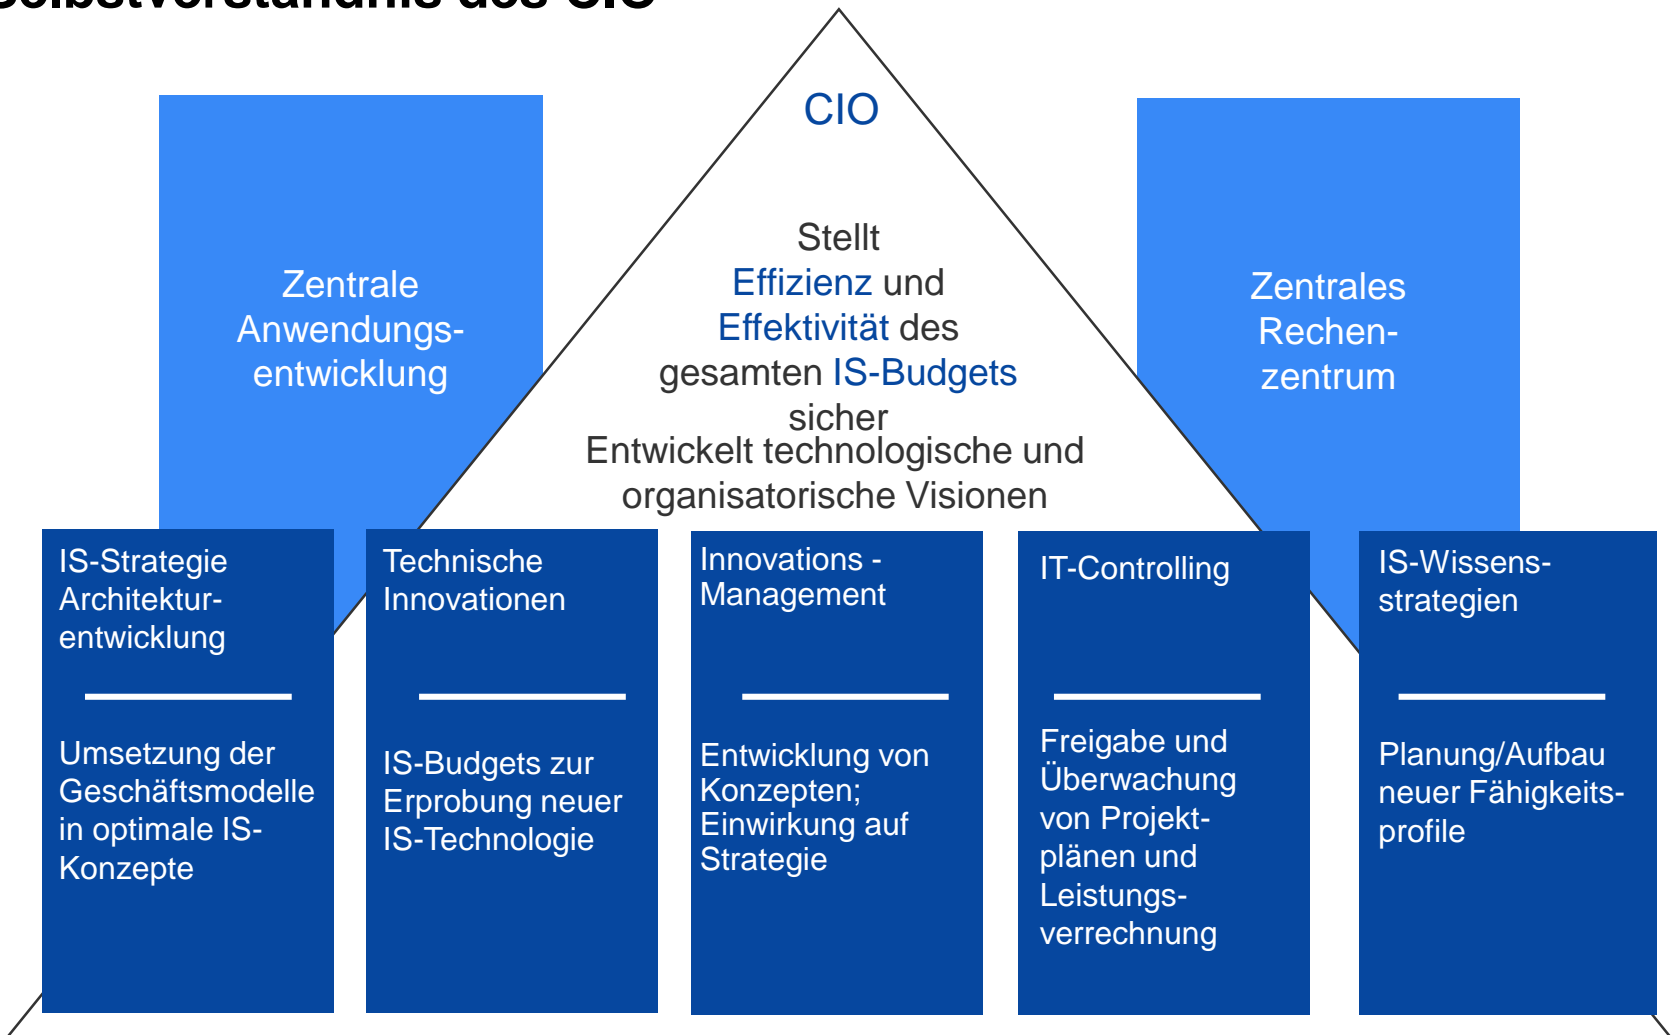 Selbstverständnis des CIO
CIO
Zentrale
Anwendungs-
entwicklung
Stellt
Effizienz und
Effektivität des
gesamten IS-Budgets
sicher
Entwickelt technologische und
organisatorische Visionen
Zentrales
Rechen-
zentrum
IS-Strategie
Architektur-
entwicklung
Umsetzung der
Geschäftsmodelle
in optimale IS-
Konzepte
Technische
Innovationen
IS-Budgets zur
Erprobung neuer
IS-Technologie
Innovations -
Management
Entwicklung von
Konzepten;
Einwirkung auf
Strategie
IT-Controlling
Freigabe und
Überwachung
von Projekt-
plänen und
Leistungs-
verrechnung
IS-Wissens-
strategien
Planung/Aufbau
neuer Fähigkeits-
profile